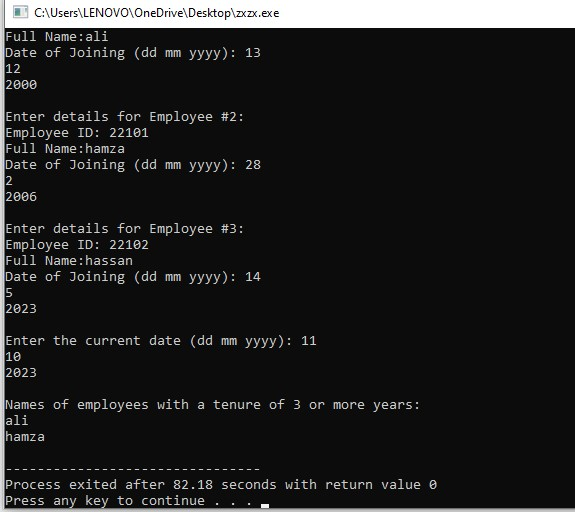 C:\Users\LENOVO\OneDrive\Desktop\zxzx.exe
Full Name:ali
Date of Joining (dd mm yyyy): 13
12
2000
Enter details for Employee #2:
Employee ID: 22101
Full Name:hamza
Date of Joining (dd mm yyyy): 28
2
2006
Enter details for Employee #3:
Employee ID: 22102
Full Name:hassan
Date of Joining (dd mm yyyy): 14
5
2023
Enter the current date (dd mm yyyy): 11
10
2023
Names of employees with a tenure of 3 or more years:
ali
hamza
--------------------------------
Process exited after 82.18 seconds with return value 0
Press any key to continue . . .